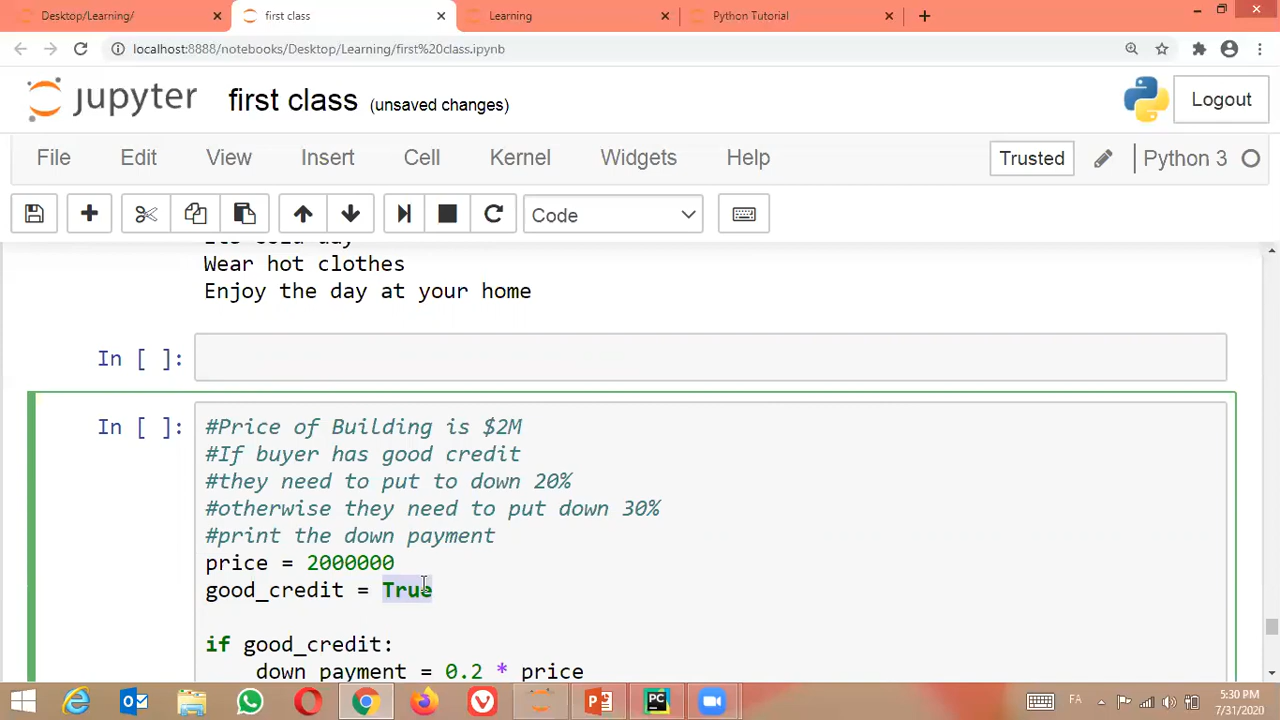 Desktop/Learning/
first class
Learning
Python Tutorial
localhost:8888/notebooks/Desktop/Learning/first%20class.ipynb
jupyter first class (unsaved changes) Logout
File Edit View Insert Cell Kernel Widgets Help Trusted Python 3
Code
Its cold day
Wear hot clothes
Enjoy the day at your home
In [ ]:
In [ ]: #Price of Building is $2M
#If buyer has good credit
#they need to put to down 20%
#otherwise they need to put down 30%
#print the down payment
price = 2000000
good_credit = True
if good_credit:
down_payment = 0.2 * price
FA
5:30 PM
7/31/2020